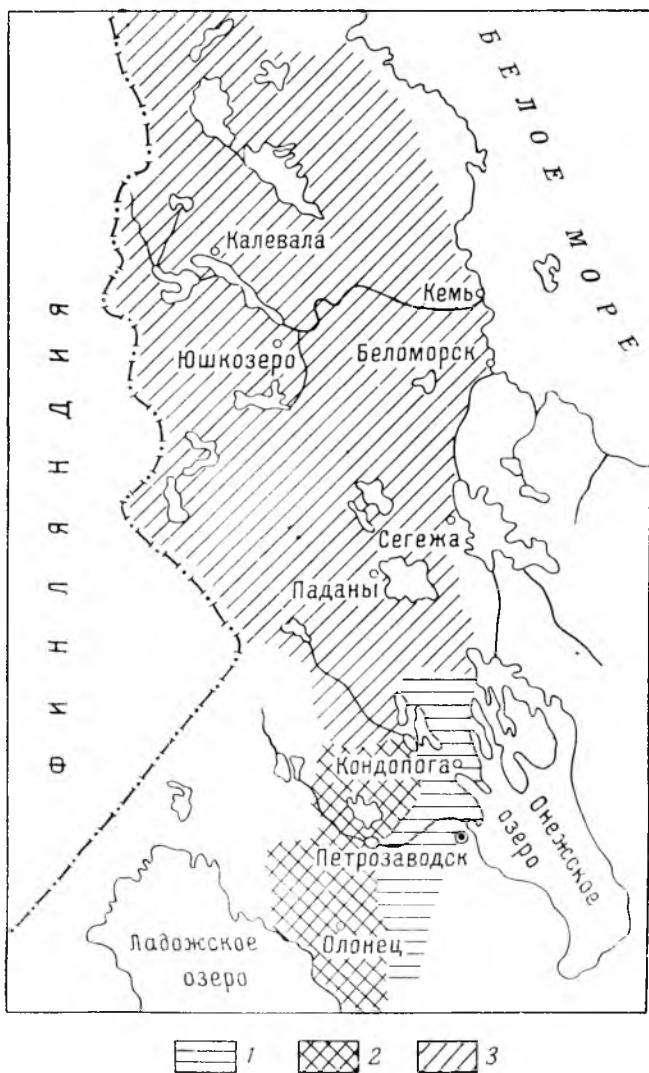 БЕЛОЕ МОРЕ
Калевала
Кемь
Юшкозеро
Беломорск
ФИНЛЯНДИЯ
Сегежа
Паданы
Кондопога
Онежское
озеро
Петрозаводск
Олонец
Ладожское
озеро
1 2 3